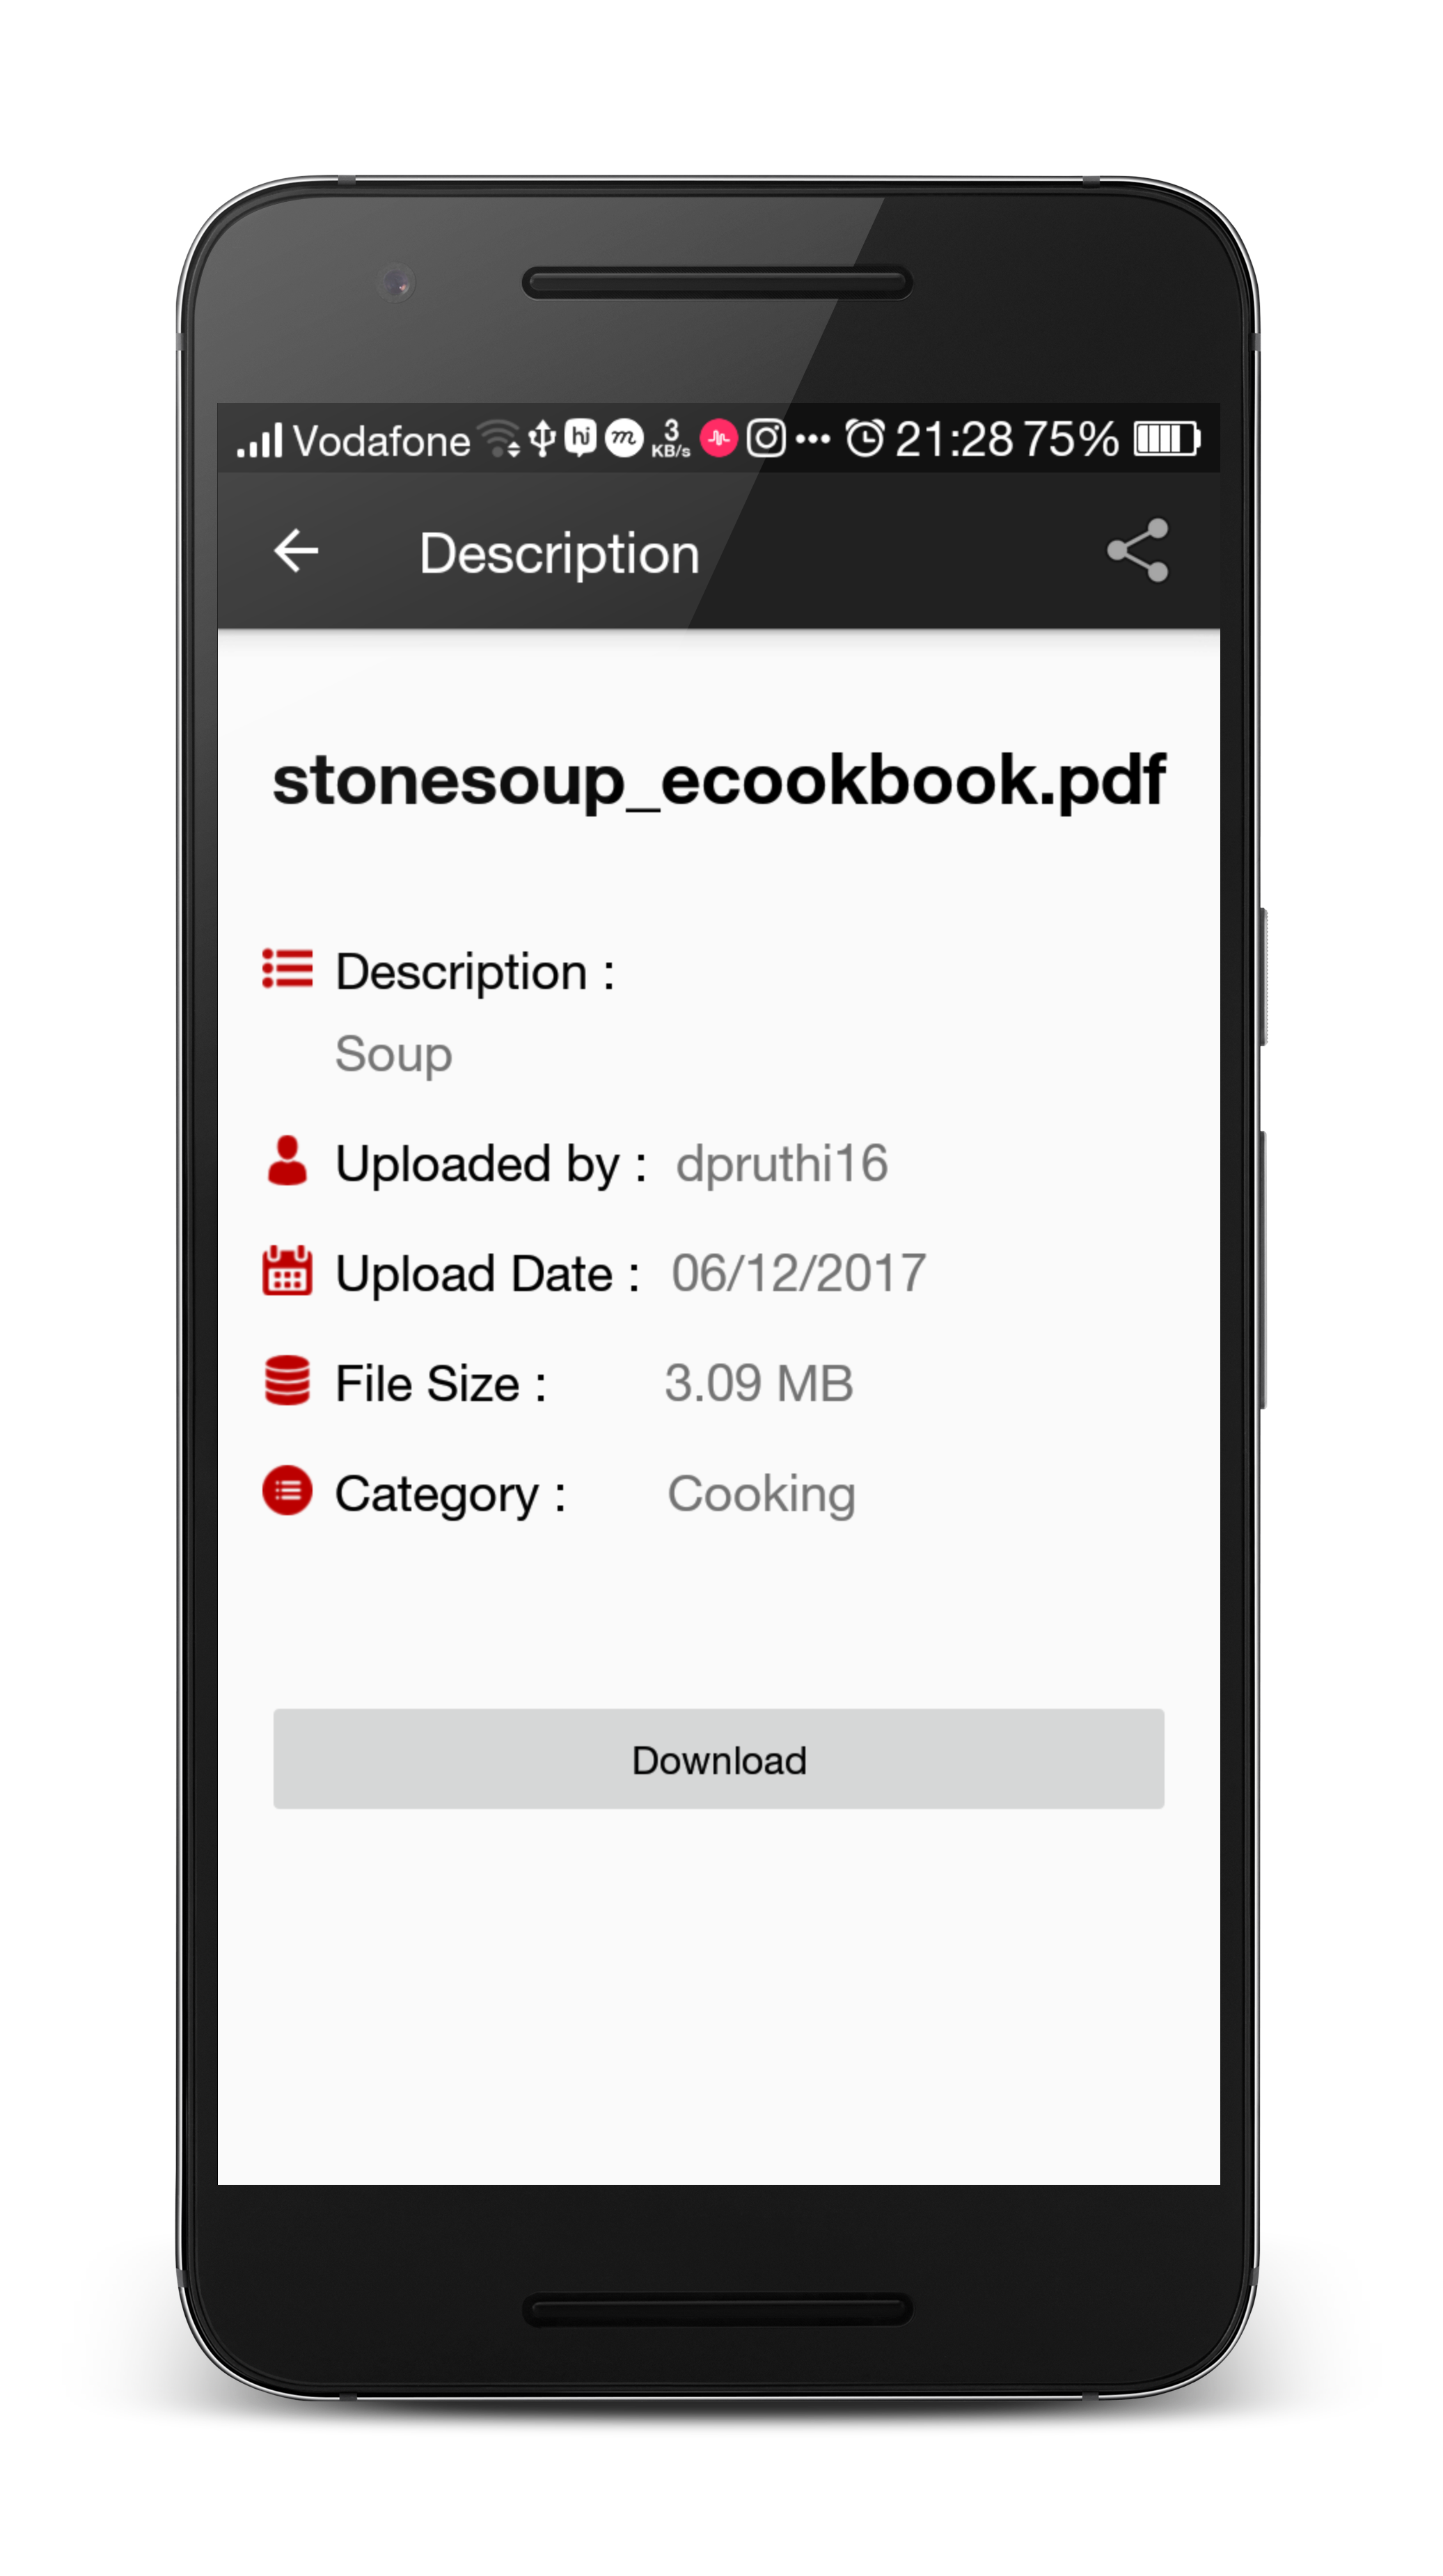 Vodafone hi m 3 KB/s 21:28 75%
Description
stonesoup_ecookbook.pdf
Description :
Soup
Uploaded by : dpruthi16
Upload Date : 06/12/2017
File Size : 3.09 MB
Category : Cooking
Download